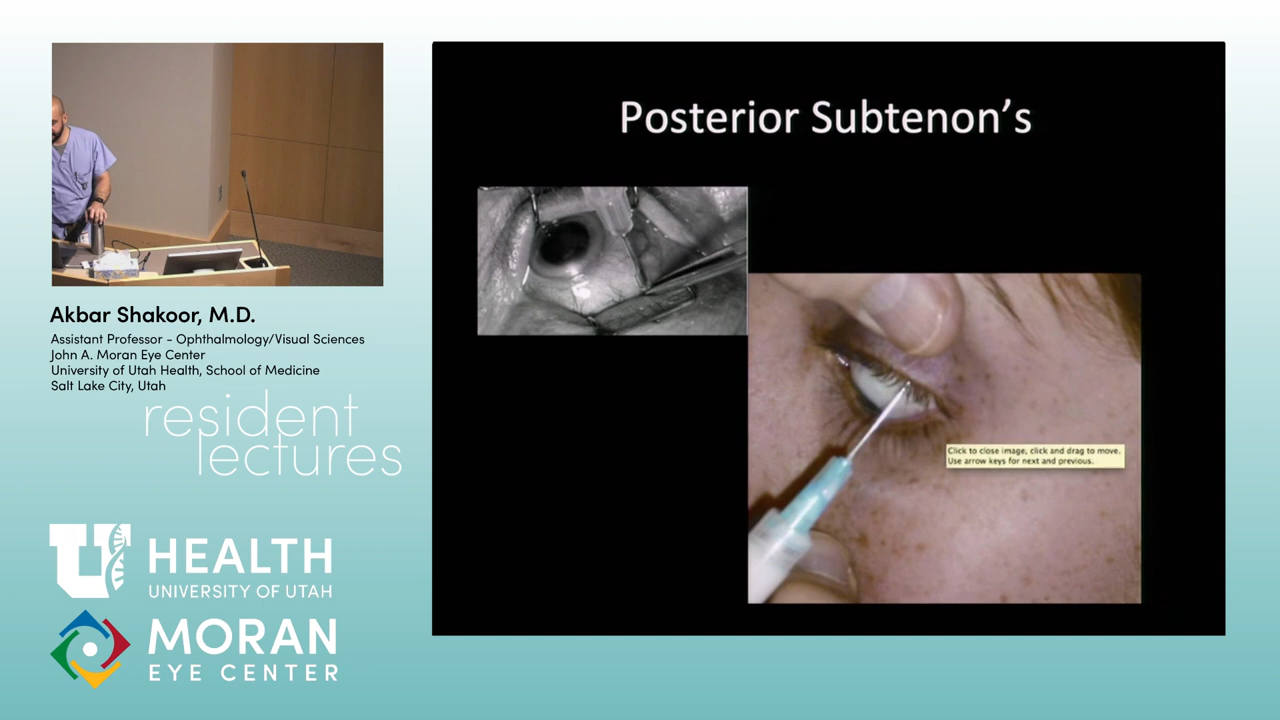 Posterior Subtenon's
Click to close image, click and drag to move.
Use arrow keys for next and previous.
Akbar Shakoor, M.D.
Assistant Professor - Ophthalmology/Visual Sciences
John A. Moran Eye Center
University of Utah Health, School of Medicine
Salt Lake City, Utah
resident
lectures
U HEALTH
UNIVERSITY OF UTAH
MORAN
EYE CENTER